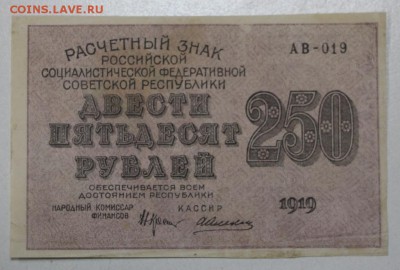 coins.lave.ru
РАСЧЕТНЫЙ ЗНАК
АВ-019
РОССИЙСКОЙ
СОЦИАЛИСТИЧЕСКОЙ ФЕДЕРАТИВНОЙ
СОВЕТСКОЙ РЕСПУБЛИКИ
ДВЕСТИ
ПЯТЬДЕСЯТ
РУБЛЕЙ
250
ОБЕСПЕЧИВАЕТСЯ ВСЕМ
ДОСТОЯНИЕМ РЕСПУБЛИКИ
1919
НАРОДНЫЙ КОМИССАР
ФИНАНСОВ
КАССИР